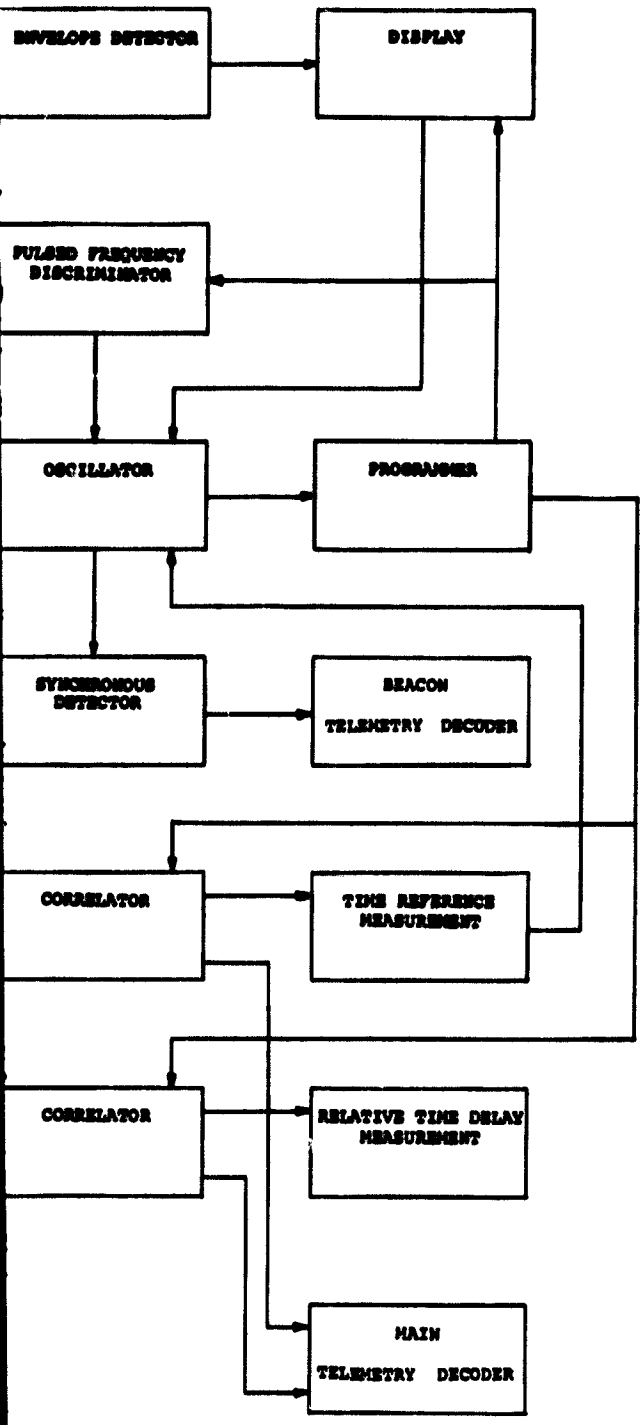 ENVELOPE DETECTOR
DISPLAY
PULSED FREQUENCY
DISCRIMINATOR
OSCILLATOR
PROGRAMMER
SYNCHRONOUS
DETECTOR
BEACON
TELEMETRY DECODER
CORRELATOR
TIME REFERENCE
MEASUREMENT
CORRELATOR
RELATIVE TIME DELAY
MEASUREMENT
MAIN
TELEMETRY DECODER